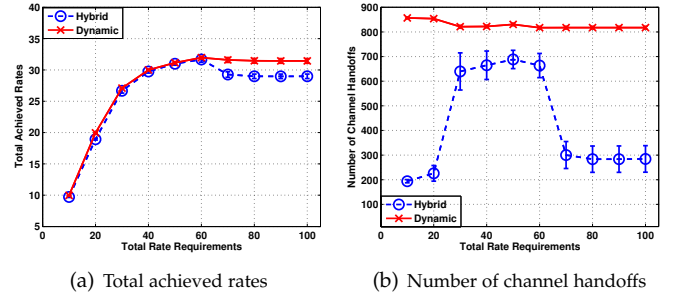 40
35
30
25
20
15
10
5
0
20
40
60
80
100
Total Achieved Rates
Total Rate Requirements
Hybrid
Dynamic
(a) Total achieved rates
900
800
700
600
500
400
300
200
100
0
20
40
60
80
100
Number of Channel Handoffs
Total Rate Requirements
Hybrid
Dynamic
(b) Number of channel handoffs